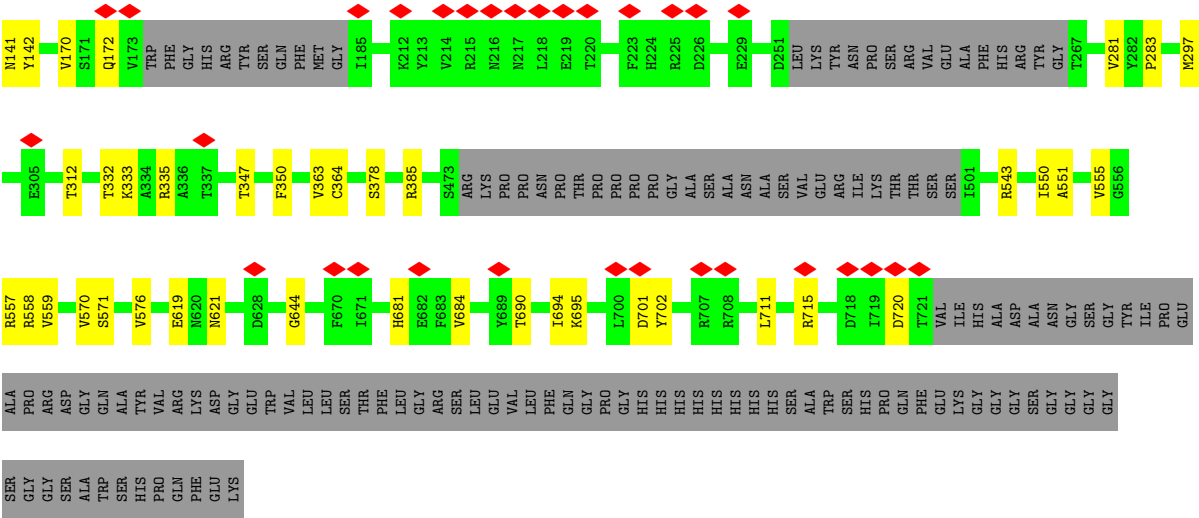 N141 Y142 V170 S171 Q172 V173 TRP PHE GLY HIS ARG TYR SER GLN PHE MET GLY I185 K212 Y213 V214 R215 N216 N217 L218 E219 T220 F223 H224 R225 D226 E229 D251 LEU LYS TYR ASN PRO SER ARG VAL GLU ALA PHE HIS ARG TYR GLY T267 V281 Y282 P283 M297
E305 T312 T332 K333 A334 R335 A336 T337 T347 F350 V363 C364 S378 R385 S473 ARG LYS PRO PRO ASN PRO THR PRO PRO PRO PRO GLY ALA SER ALA ASN ALA SER VAL GLU ARG ILE LYS THR THR SER SER I501 R543 I550 A551 V555 G556
R557 R558 V559 V570 S571 V576 E619 N620 N621 D628 G644 F670 I671 H681 E682 F683 V684 Y689 T690 I694 K695 L700 D701 Y702 R707 R708 L711 R715 D718 I719 D720 T721 VAL ILE HIS ALA ASP ALA ASN GLY SER GLY TYR ILE PRO GLU
ALA PRO ARG ASP GLY GLN ALA TYR VAL ARG LYS ASP GLY GLU TRP VAL LEU LEU SER THR PHE LEU GLY ARG SER LEU GLU VAL LEU PHE GLN GLY PRO GLY HIS HIS HIS HIS HIS HIS HIS HIS SER ALA TRP SER HIS PRO GLN PHE GLU LYS GLY GLY GLY SER GLY GLY GLY GLY
SER GLY GLY SER ALA TRP SER HIS PRO GLN PHE GLU LYS